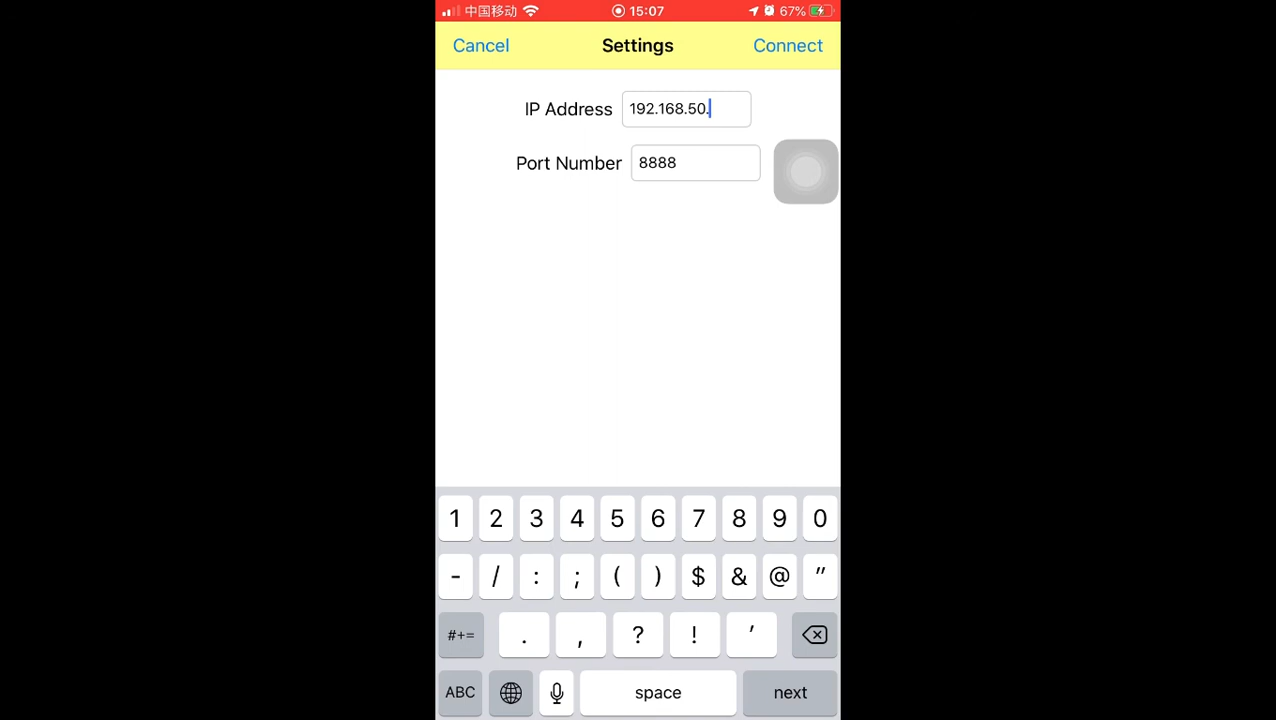 中国移动 15:07 67%
Cancel Settings Connect
IP Address 192.168.50.
Port Number 8888
1 2 3 4 5 6 7 8 9 0
- / : ; ( ) $ & @ "
#+= . , ? ! '
ABC space next